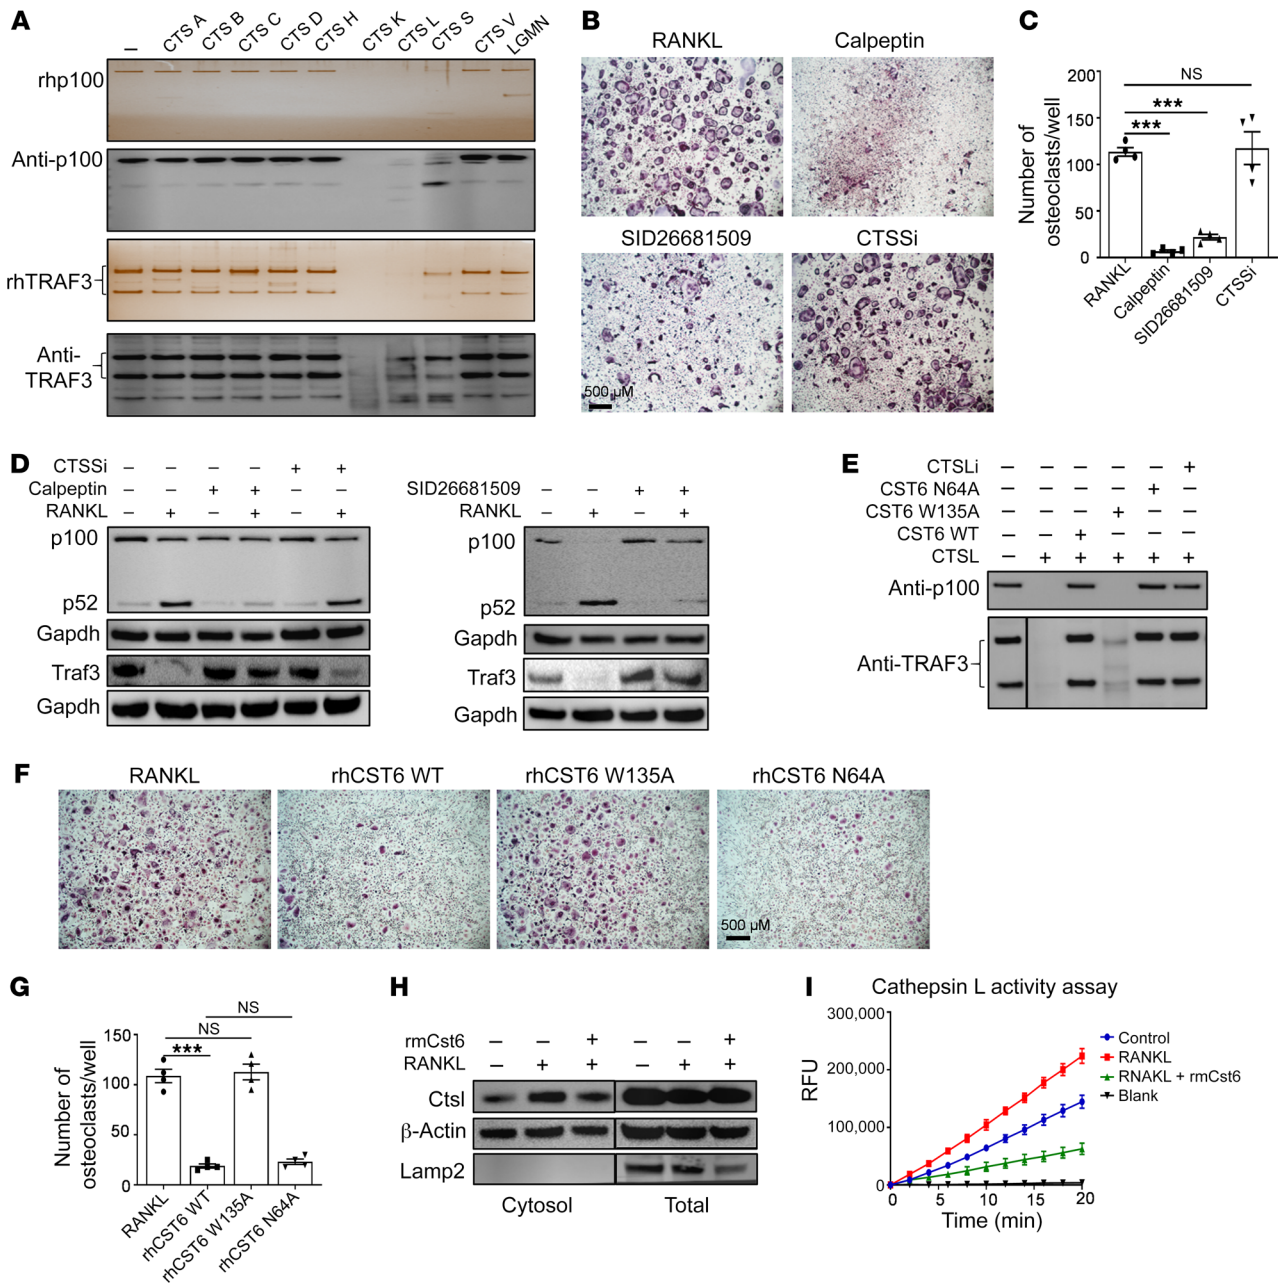 A
–
CTS A
CTS B
CTS C
CTS D
CTS H
CTS K
CTS L
CTS S
CTS V
LGMN
rhp100
Anti-p100
rhTRAF3
Anti-
TRAF3
B
RANKL
Calpeptin
SID26681509
CTSSi
500 µM
C
Number of
osteoclasts/well
200
150
100
50
0
NS
***
***
RANKL
Calpeptin
SID26681509
CTSSi
D
CTSSi – – – – + +
Calpeptin – – + + – –
RANKL – + – + – +
p100
p52
Gapdh
Traf3
Gapdh
SID26681509 – – + +
RANKL – + – +
p100
p52
Gapdh
Traf3
Gapdh
E
CTSLi – – – – – +
CST6 N64A – – – – + –
CST6 W135A – – – + – –
CST6 WT – – + – – –
CTSL – + + + + +
Anti-p100
Anti-TRAF3
F
RANKL
rhCST6 WT
rhCST6 W135A
rhCST6 N64A
500 µM
G
Number of
osteoclasts/well
150
100
50
0
NS
NS
***
RANKL
rhCST6 WT
rhCST6 W135A
rhCST6 N64A
H
rmCst6 – – + – – +
RANKL – + + – + +
Ctsl
β-Actin
Lamp2
Cytosol
Total
I
Cathepsin L activity assay
RFU
300,000
200,000
100,000
0
0 5 10 15 20
Time (min)
Control
RANKL
RNAKL + rmCst6
Blank